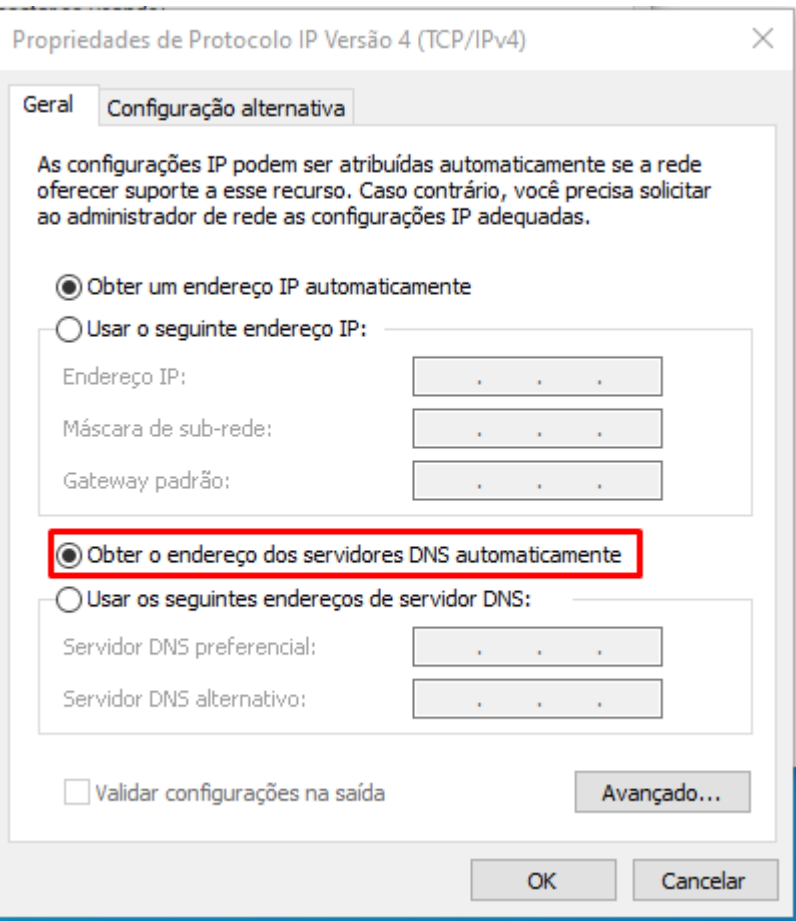 Propriedades de Protocolo IP Versão 4 (TCP/IPv4)
Geral
Configuração alternativa
As configurações IP podem ser atribuídas automaticamente se a rede
oferecer suporte a esse recurso. Caso contrário, você precisa solicitar
ao administrador de rede as configurações IP adequadas.
Obter um endereço IP automaticamente
Usar o seguinte endereço IP:
Endereço IP:
Máscara de sub-rede:
Gateway padrão:
Obter o endereço dos servidores DNS automaticamente
Usar os seguintes endereços de servidor DNS:
Servidor DNS preferencial:
Servidor DNS alternativo:
Validar configurações na saída
Avançado...
OK
Cancelar